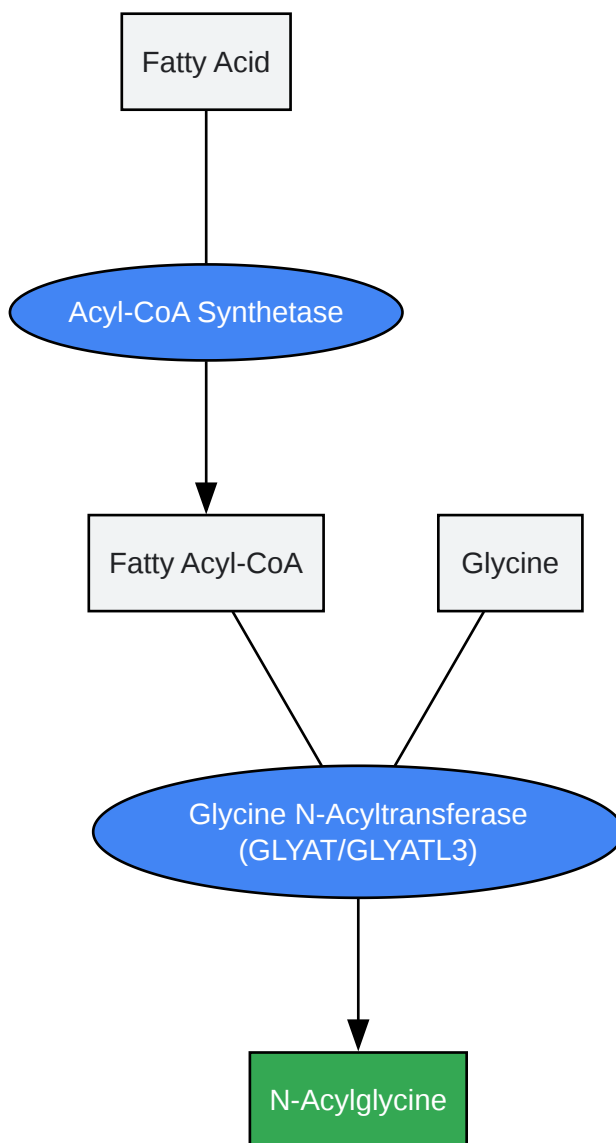 Fatty Acid
Acyl-CoA Synthetase
Fatty Acyl-CoA
Glycine
Glycine N-Acyltransferase
(GLYAT/GLYATL3)
N-Acylglycine